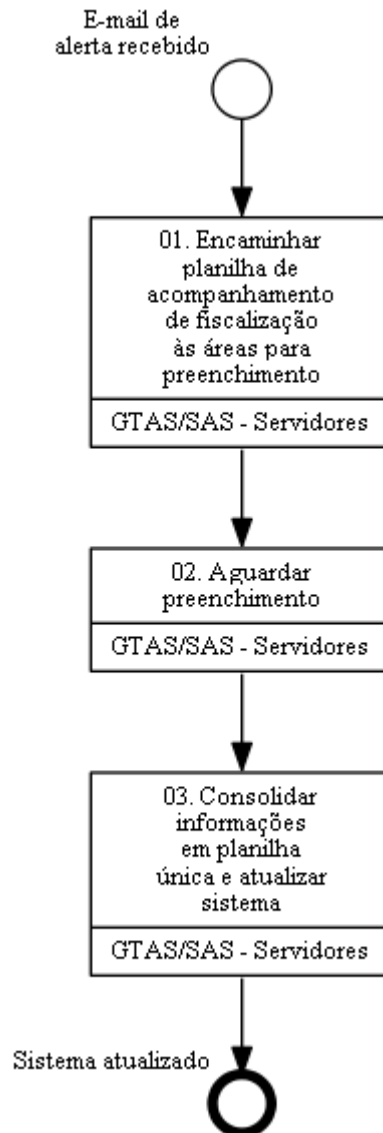 E-mail de
alerta recebido
01. Encaminhar
planilha de
acompanhamento
de fiscalização
às áreas para
preenchimento
GTAS/SAS - Servidores
02. Aguardar
preenchimento
GTAS/SAS - Servidores
03. Consolidar
informações
em planilha
única e atualizar
sistema
GTAS/SAS - Servidores
Sistema atualizado